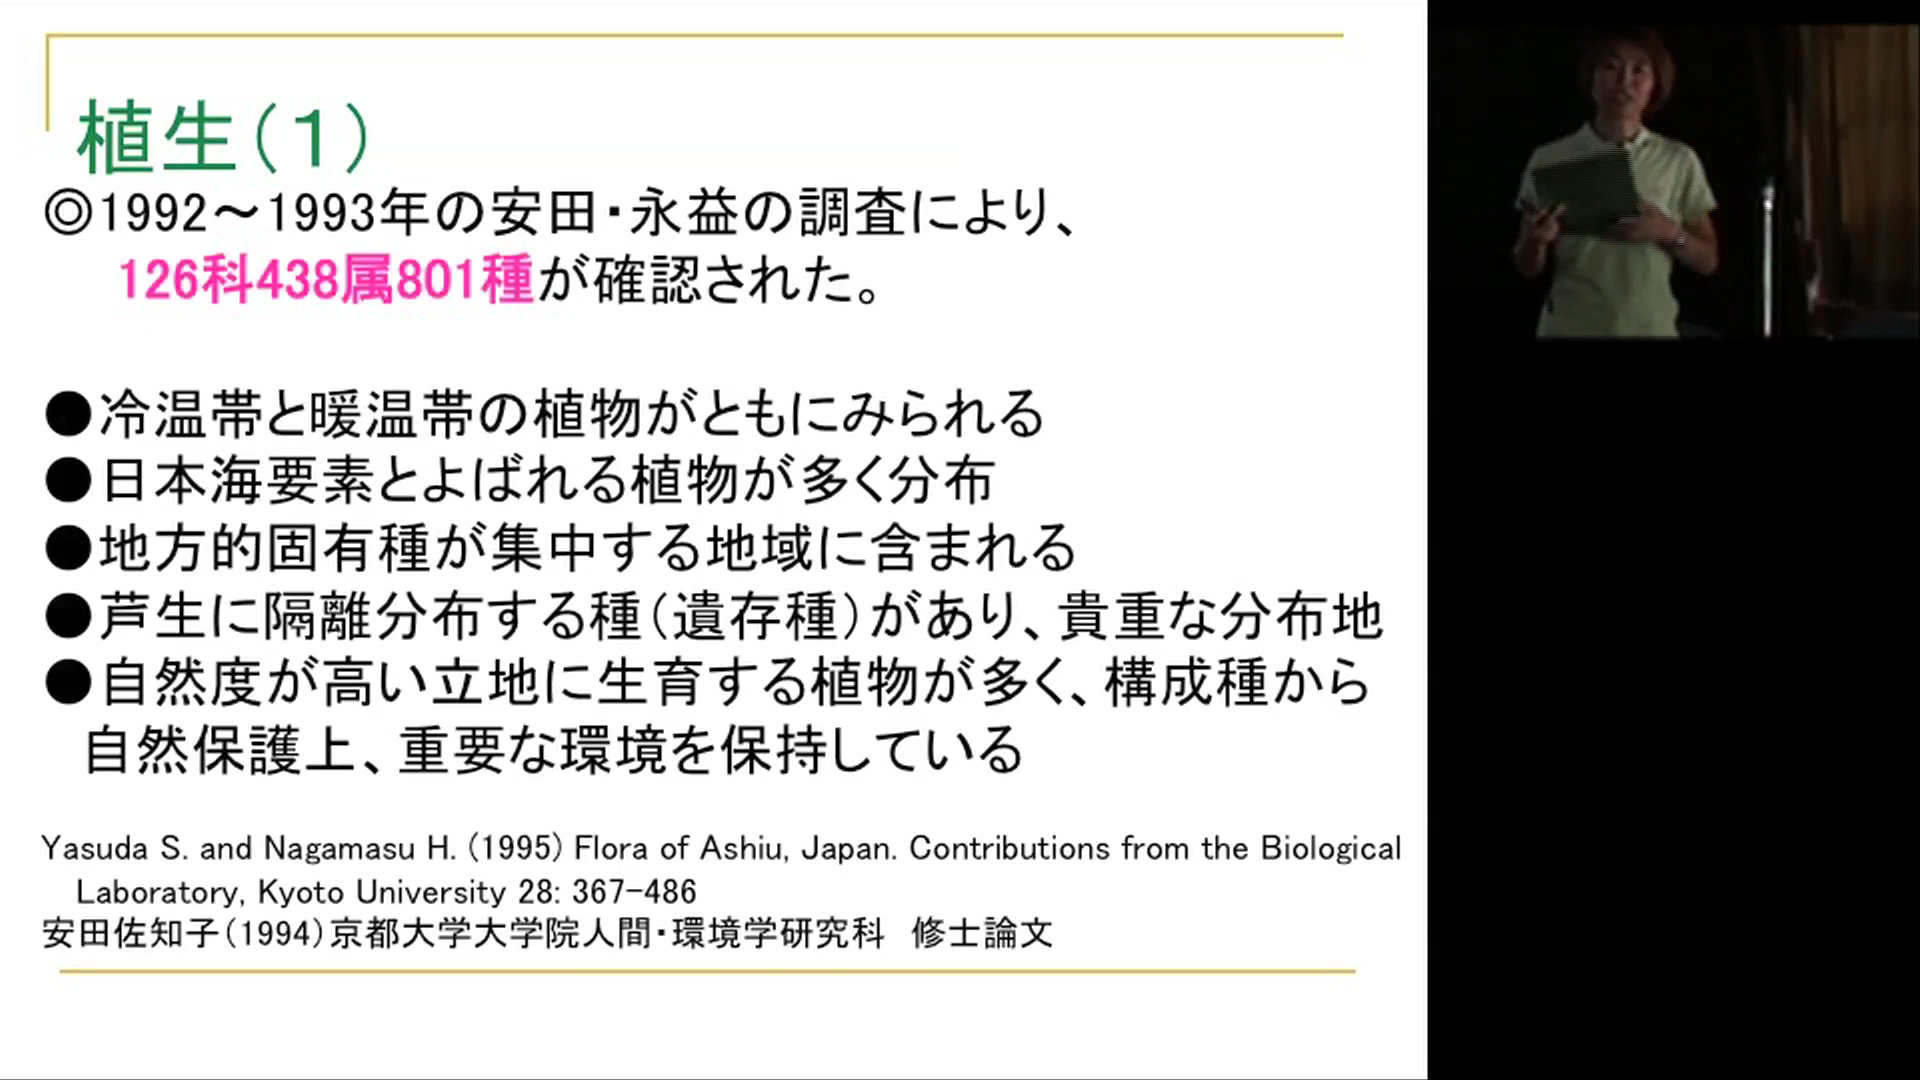 植生（１）
◎1992～1993年の安田・永益の調査により、
126科438属801種が確認された。
●冷温帯と暖温帯の植物がともにみられる
●日本海要素とよばれる植物が多く分布
●地方的固有種が集中する地域に含まれる
●芦生に隔離分布する種（遺存種）があり、貴重な分布地
●自然度が高い立地に生育する植物が多く、構成種から
自然保護上、重要な環境を保持している
Yasuda S. and Nagamasu H. (1995) Flora of Ashiu, Japan. Contributions from the Biological
Laboratory, Kyoto University 28: 367-486
安田佐知子（1994）京都大学大学院人間・環境学研究科　修士論文